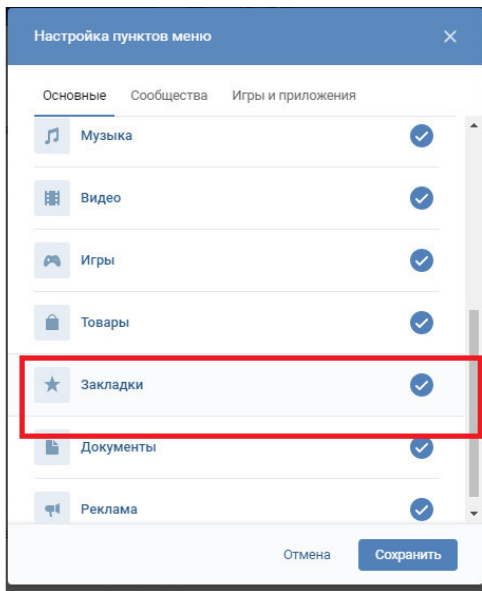 Настройка пунктов меню
Основные Сообщества Игры и приложения
Музыка
Видео
Игры
Товары
Закладки
Документы
Реклама
Отмена Сохранить